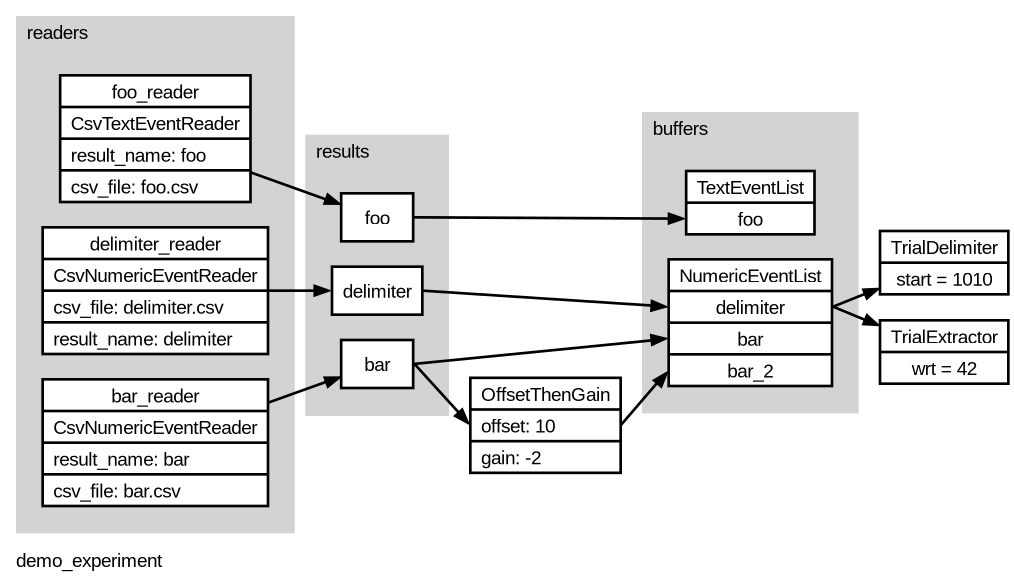 readers
foo_reader
CsvTextEventReader
result_name: foo
csv_file: foo.csv
delimiter_reader
CsvNumericEventReader
csv_file: delimiter.csv
result_name: delimiter
bar_reader
CsvNumericEventReader
result_name: bar
csv_file: bar.csv
results
foo
delimiter
bar
OffsetThenGain
offset: 10
gain: -2
buffers
TextEventList
foo
NumericEventList
delimiter
bar
bar_2
TrialDelimiter
start = 1010
TrialExtractor
wrt = 42
demo_experiment